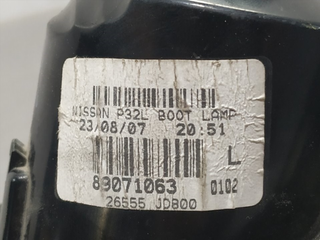 NISSAN P32L BOOT LAMP
23/08/07 20:51
L
89071063 0102
26555 JD800